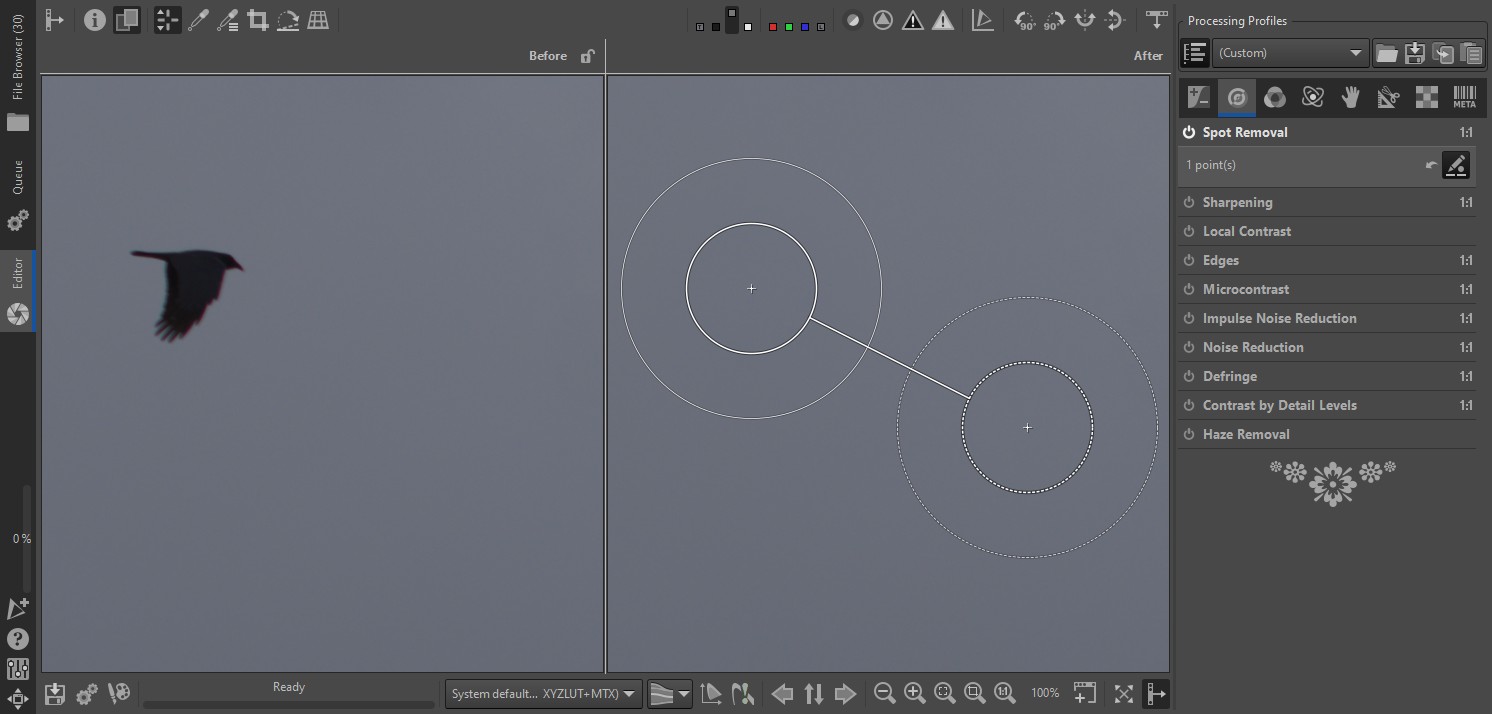 File Browser (30)
Queue
Editor
0 %
90°
90°
Before
After
Processing Profiles
(Custom)
META
Spot Removal 1:1
1 point(s)
Sharpening 1:1
Local Contrast
Edges 1:1
Microcontrast 1:1
Impulse Noise Reduction 1:1
Noise Reduction 1:1
Defringe 1:1
Contrast by Detail Levels 1:1
Haze Removal
Ready
System default... XYZLUT+MTX)
1:1
100%